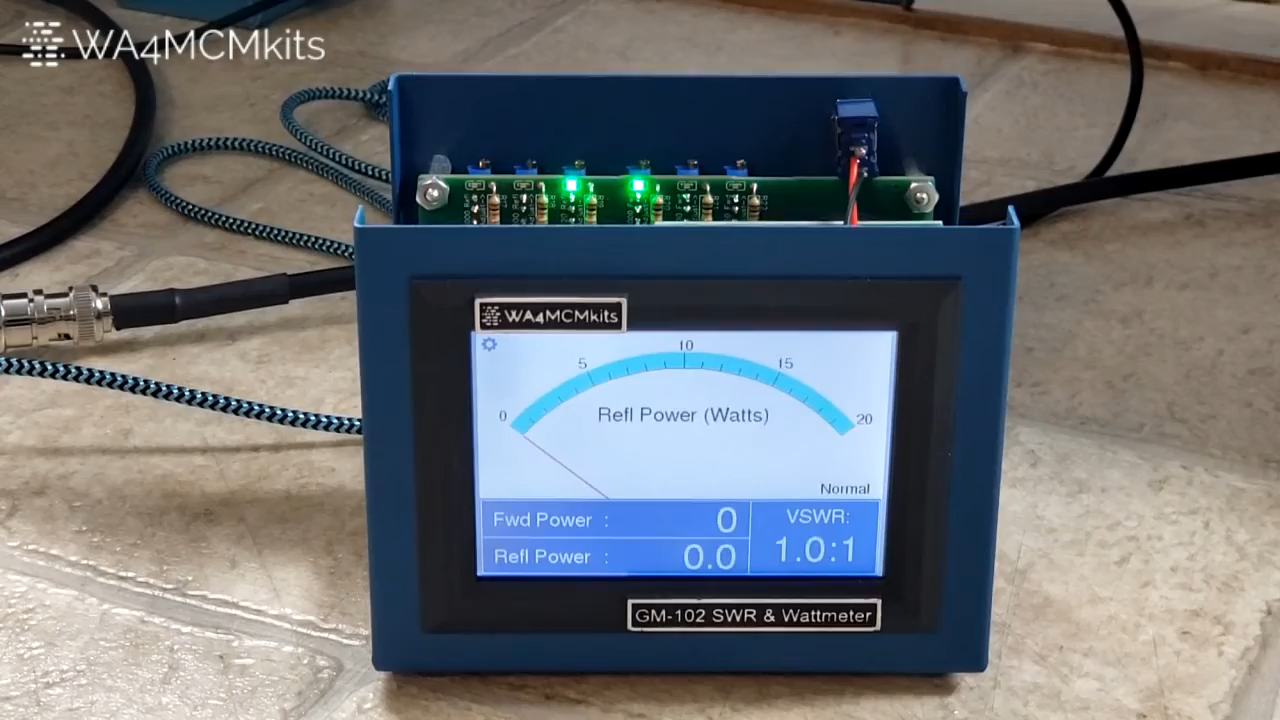 WA4MCMkits
WA4MCMkits
5 10 15
0 20
Refl Power (Watts)
Normal
Fwd Power : 0
Refl Power : 0.0
VSWR:
1.0:1
GM-102 SWR & Wattmeter